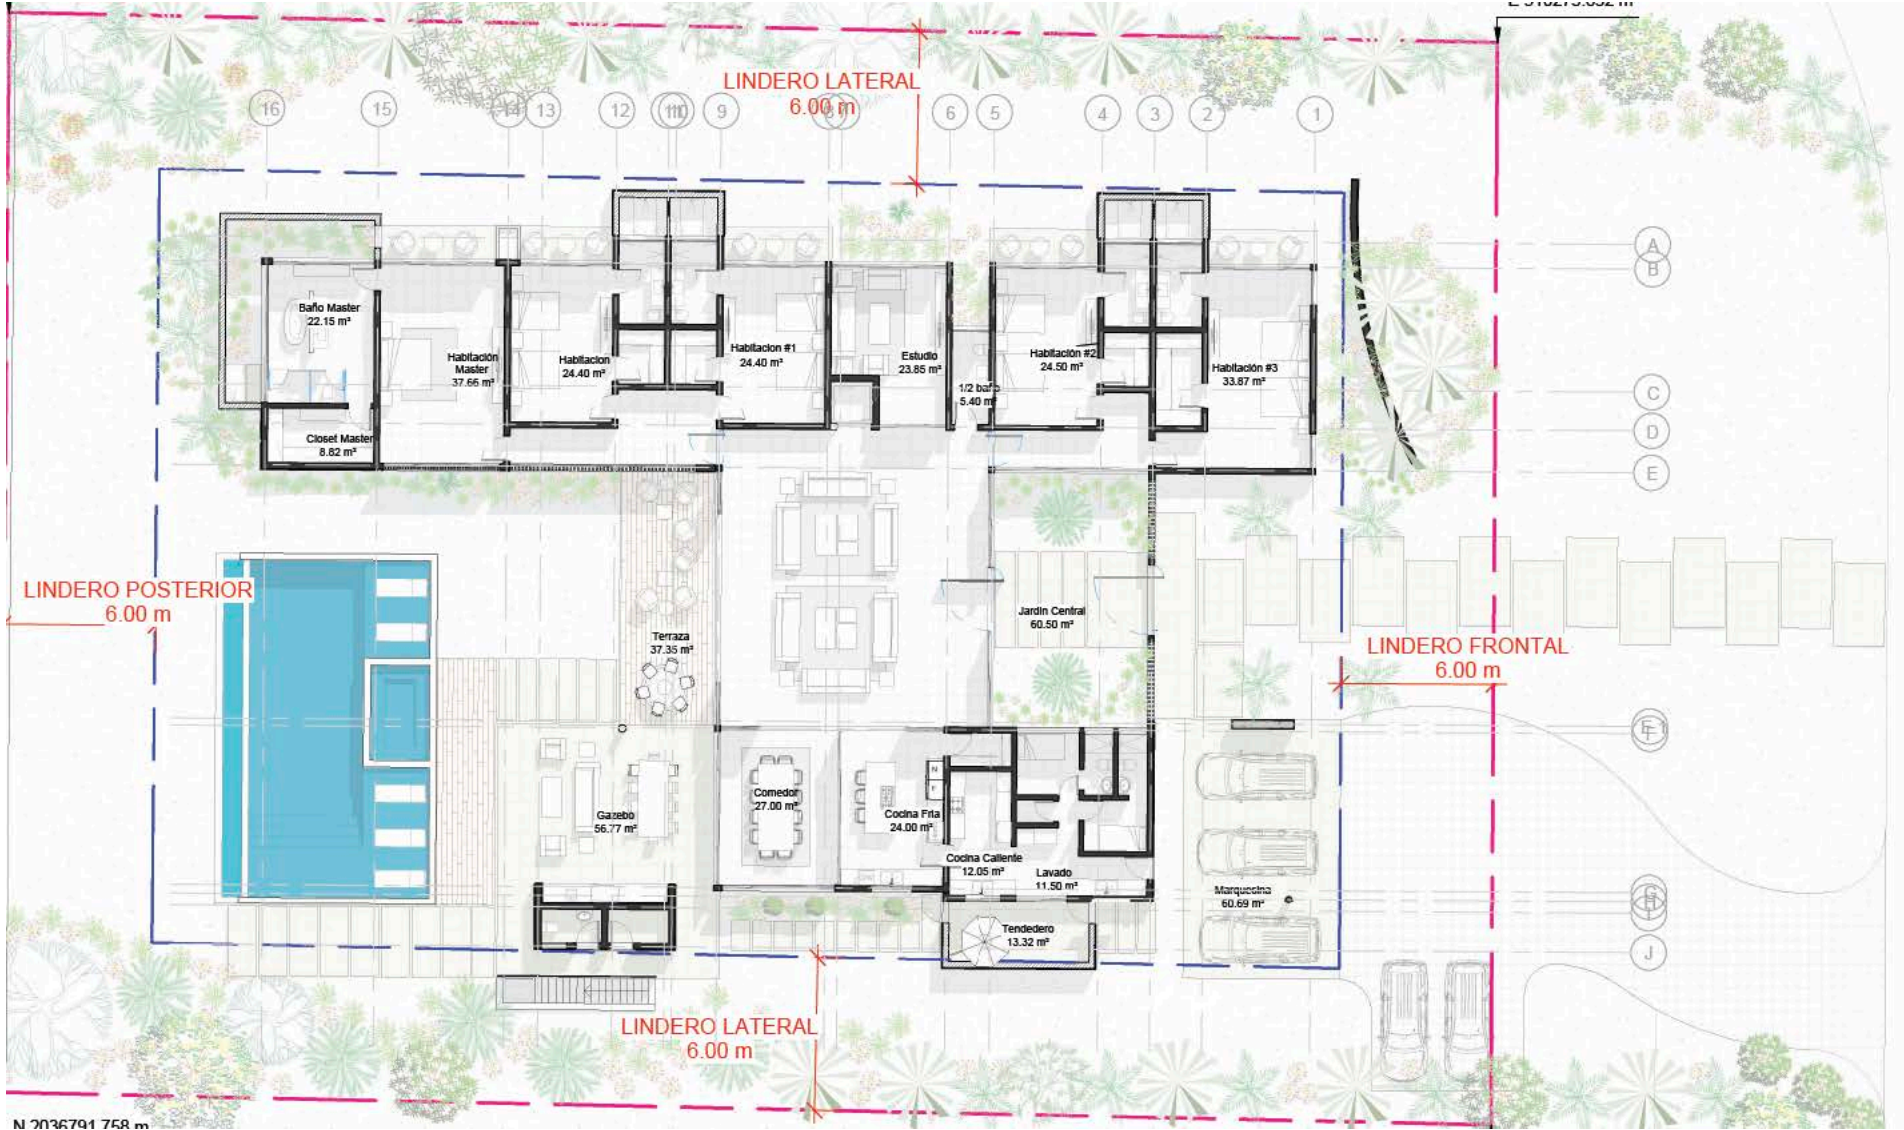 LINDERO LATERAL
6.00 m
16
15
14
13
12
11
10
9
6
5
4
3
2
1
A
B
C
D
E
F
G
J
Baño Master
22.15 m²
Habitación
Master
37.66 m²
Habitacion
24.40 m²
Habitacion #1
24.40 m²
Estudio
23.85 m²
1/2 baño
5.40 m²
Habitación #2
24.50 m²
Habitación #3
33.87 m²
Closet Master
8.82 m²
LINDERO POSTERIOR
6.00 m
Terraza
37.35 m²
Jardin Central
60.50 m²
LINDERO FRONTAL
6.00 m
Gazebo
56.77 m²
Comedor
27.00 m²
N
F
Cocina Fria
24.00 m²
Cocina Caliente
12.05 m²
Lavado
11.50 m²
Marquesina
60.69 m²
Tendedero
13.32 m²
LINDERO LATERAL
6.00 m
N 2036791.758 m